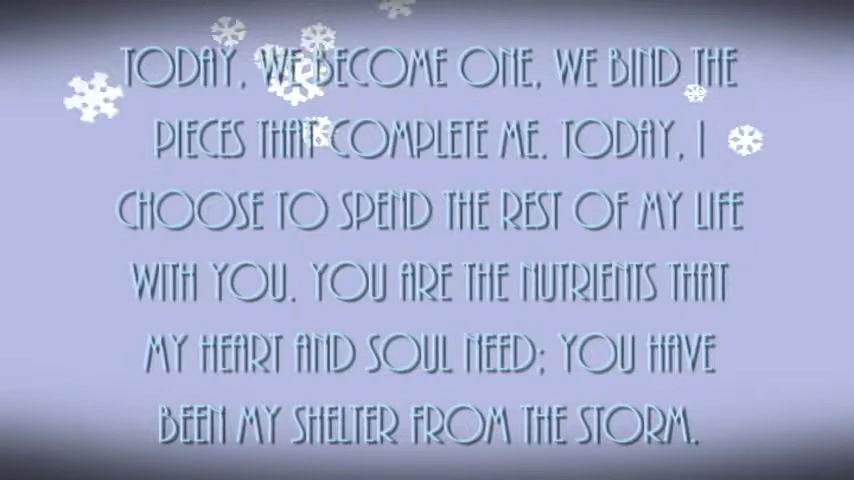 TODAY, WE BECOME ONE, WE BIND THE
PIECES THAT COMPLETE ME. TODAY, I
CHOOSE TO SPEND THE REST OF MY LIFE
WITH YOU. YOU ARE THE NUTRIENTS THAT
MY HEART AND SOUL NEED; YOU HAVE
BEEN MY SHELTER FROM THE STORM.